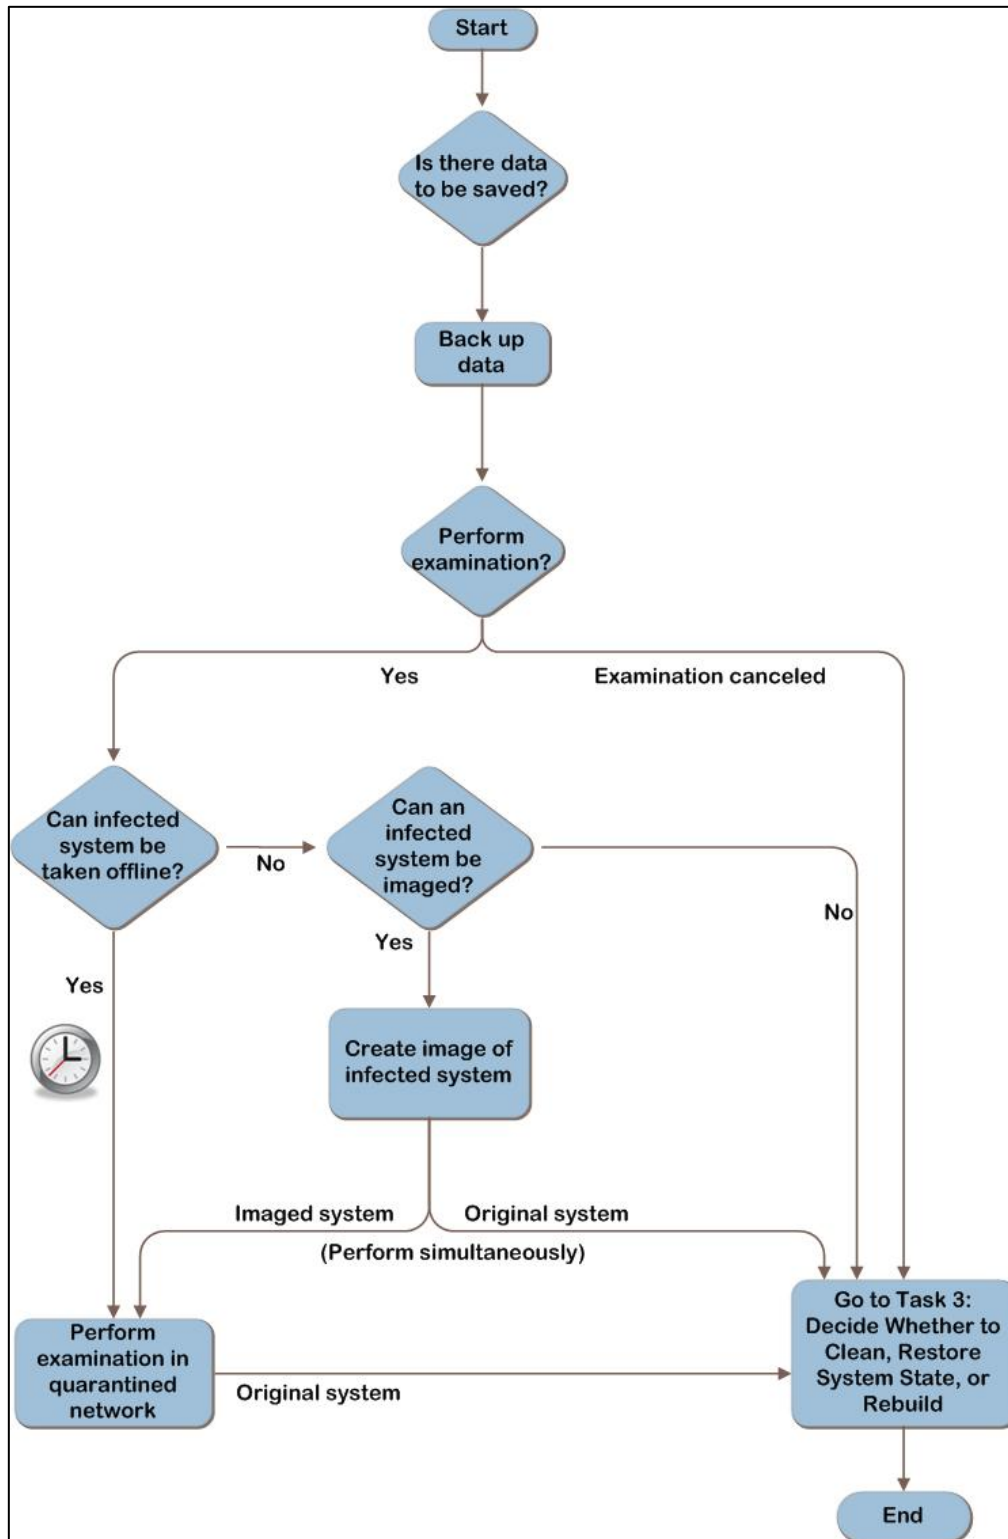 Start
Is there data
to be saved?
Back up
data
Perform
examination?
Yes
Examination canceled
Can infected
system be
taken offline?
No
Can an
infected
system be
imaged?
No
Yes
Yes
Create image of
infected system
Imaged system
Original system
(Perform simultaneously)
Perform
examination in
quarantined
network
Original system
Go to Task 3:
Decide Whether to
Clean, Restore
System State, or
Rebuild
End